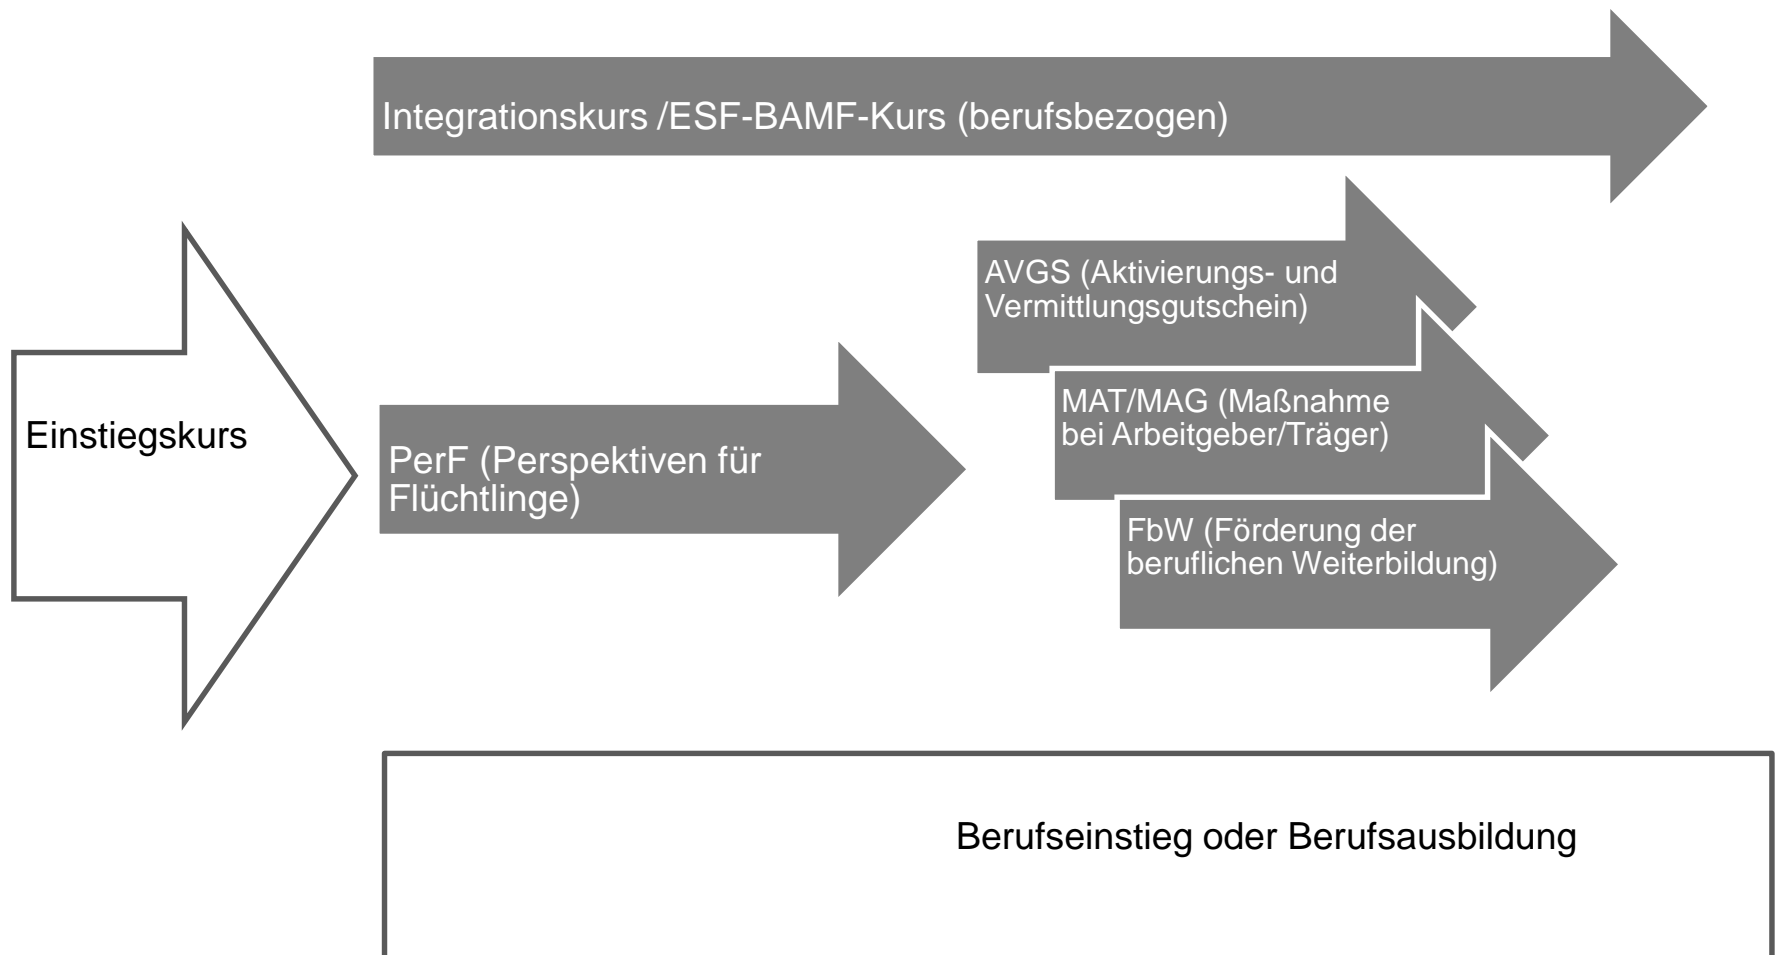 Integrationskurs /ESF-BAMF-Kurs (berufsbezogen)
AVGS (Aktivierungs- und
Vermittlungsgutschein)
MAT/MAG (Maßnahme
bei Arbeitgeber/Träger)
Einstiegskurs
PerF (Perspektiven für
Flüchtlinge)
FbW (Förderung der
beruflichen Weiterbildung)
Berufseinstieg oder Berufsausbildung